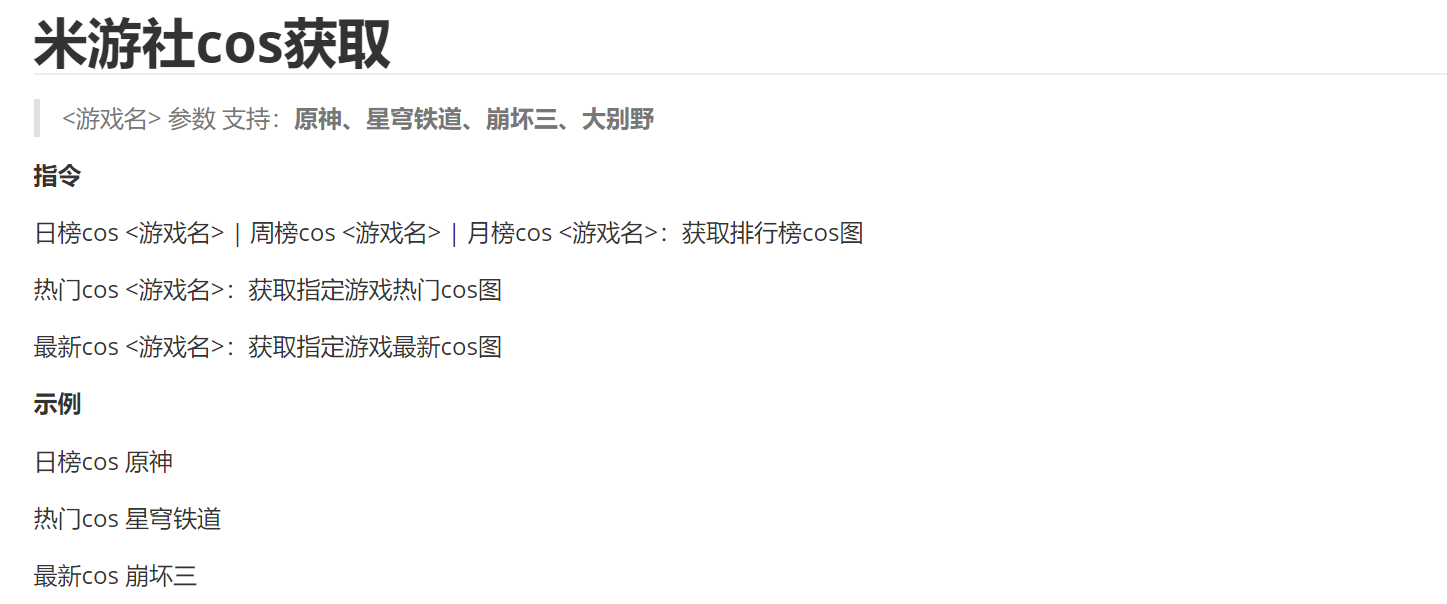 米游社cos获取
<游戏名> 参数 支持：原神、星穹铁道、崩坏三、大别野
指令
日榜cos <游戏名> | 周榜cos <游戏名> | 月榜cos <游戏名>：获取排行榜cos图
热门cos <游戏名>：获取指定游戏热门cos图
最新cos <游戏名>：获取指定游戏最新cos图
示例
日榜cos 原神
热门cos 星穹铁道
最新cos 崩坏三